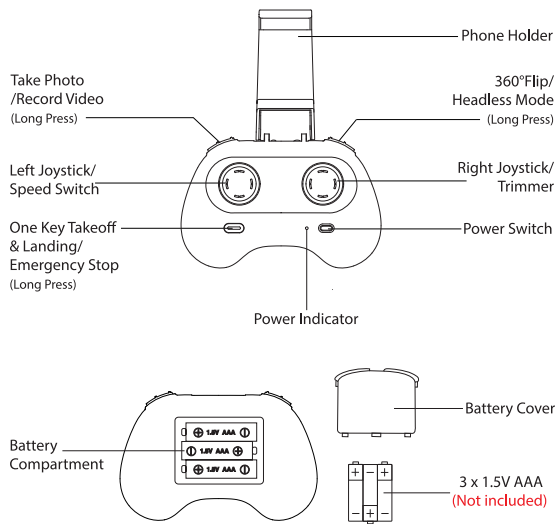 Phone Holder
Take Photo
/Record Video
(Long Press)
360°Flip/
Headless Mode
(Long Press)
Left Joystick/
Speed Switch
Right Joystick/
Trimmer
One Key Takeoff
& Landing/
Emergency Stop
(Long Press)
Power Switch
Power Indicator
Battery
Compartment
1.5V AAA
1.5V AAA
1.5V AAA
Battery Cover
3 x 1.5V AAA
(Not included)